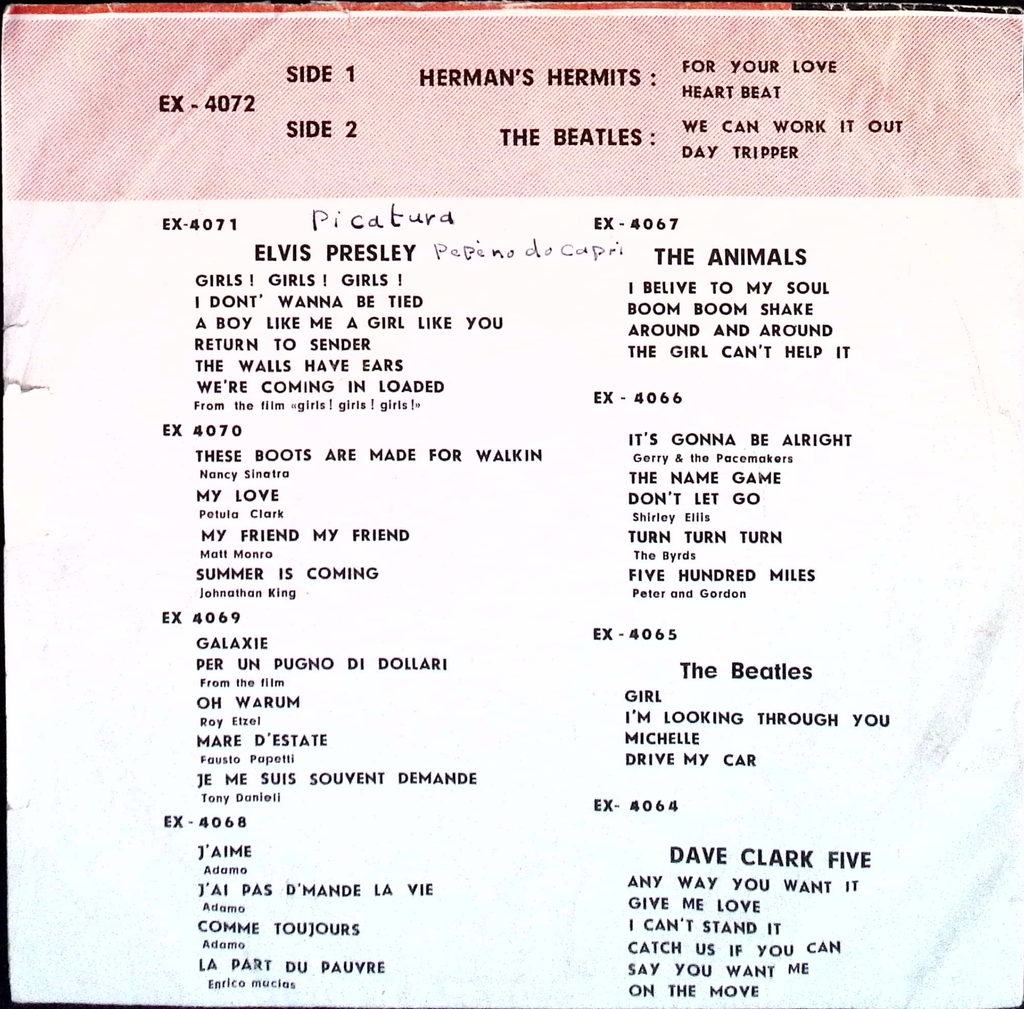 SIDE 1 HERMAN'S HERMITS : FOR YOUR LOVE
HEART BEAT
EX - 4072
SIDE 2 THE BEATLES : WE CAN WORK IT OUT
DAY TRIPPER
EX-4071 Picatura
ELVIS PRESLEY Pepeno do Capri
GIRLS ! GIRLS ! GIRLS !
I DONT' WANNA BE TIED
A BOY LIKE ME A GIRL LIKE YOU
RETURN TO SENDER
THE WALLS HAVE EARS
WE'RE COMING IN LOADED
From the film «girls ! girls ! girls !»
EX 4070
THESE BOOTS ARE MADE FOR WALKIN
Nancy Sinatra
MY LOVE
Petula Clark
MY FRIEND MY FRIEND
Matt Monro
SUMMER IS COMING
Johnathan King
EX 4069
GALAXIE
PER UN PUGNO DI DOLLARI
From the film
OH WARUM
Roy Etzel
MARE D'ESTATE
Fausto Papetti
JE ME SUIS SOUVENT DEMANDE
Tony Danieli
EX - 4068
J'AIME
Adamo
J'AI PAS D'MANDE LA VIE
Adamo
COMME TOUJOURS
Adamo
LA PART DU PAUVRE
Enrico macias
EX - 4067
THE ANIMALS
I BELIVE TO MY SOUL
BOOM BOOM SHAKE
AROUND AND AROUND
THE GIRL CAN'T HELP IT
EX - 4066
IT'S GONNA BE ALRIGHT
Gerry & the Pacemakers
THE NAME GAME
DON'T LET GO
Shirley Ellis
TURN TURN TURN
The Byrds
FIVE HUNDRED MILES
Peter and Gordon
EX - 4065
The Beatles
GIRL
I'M LOOKING THROUGH YOU
MICHELLE
DRIVE MY CAR
EX- 4064
DAVE CLARK FIVE
ANY WAY YOU WANT IT
GIVE ME LOVE
I CAN'T STAND IT
CATCH US IF YOU CAN
SAY YOU WANT ME
ON THE MOVE